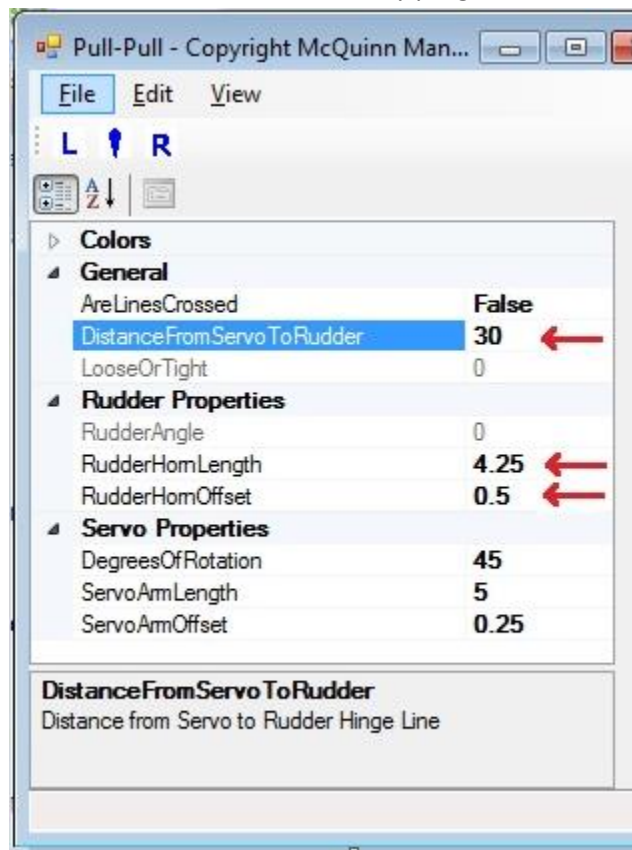 Pull-Pull - Copyright McQuinn Man...
File Edit View
L R
A
Z
Colors
General
AreLinesCrossed False
DistanceFromServoToRudder 30
LooseOrTight 0
Rudder Properties
RudderAngle 0
RudderHornLength 4.25
RudderHornOffset 0.5
Servo Properties
DegreesOfRotation 45
ServoArmLength 5
ServoArmOffset 0.25
DistanceFromServoToRudder
Distance from Servo to Rudder Hinge Line